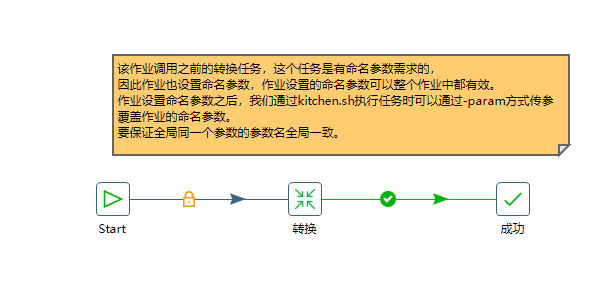 该作业调用之前的转换任务，这个任务是有命名参数需求的，
因此作业也设置命名参数，作业设置的命名参数可以整个作业中都有效。
作业设置命名参数之后，我们通过kitchen.sh执行任务时可以通过-param方式传参
覆盖作业的命名参数。
要保证全局同一个参数的参数名全局一致。
Start
转换
成功